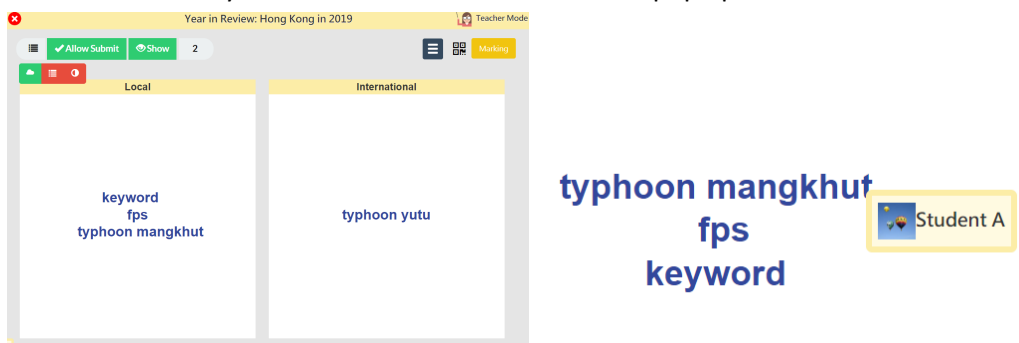 Year in Review: Hong Kong in 2019
Teacher Mode
Allow Submit
Show
2
Marking
Local
International
keyword
fps
typhoon mangkhut
typhoon yutu
typhoon mangkhut
fps
keyword
Student A